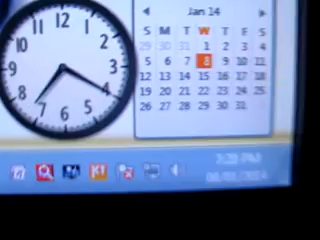 12
11 1
10 2
9 3
8 4
7 6 5
Jan 14
S M T W T F S
29 30 31 1 2 3 4
5 6 7 8 9 10 11
12 13 14 15 16 17 18
19 20 21 22 23 24 25
26 27 28 29 30 31
PM